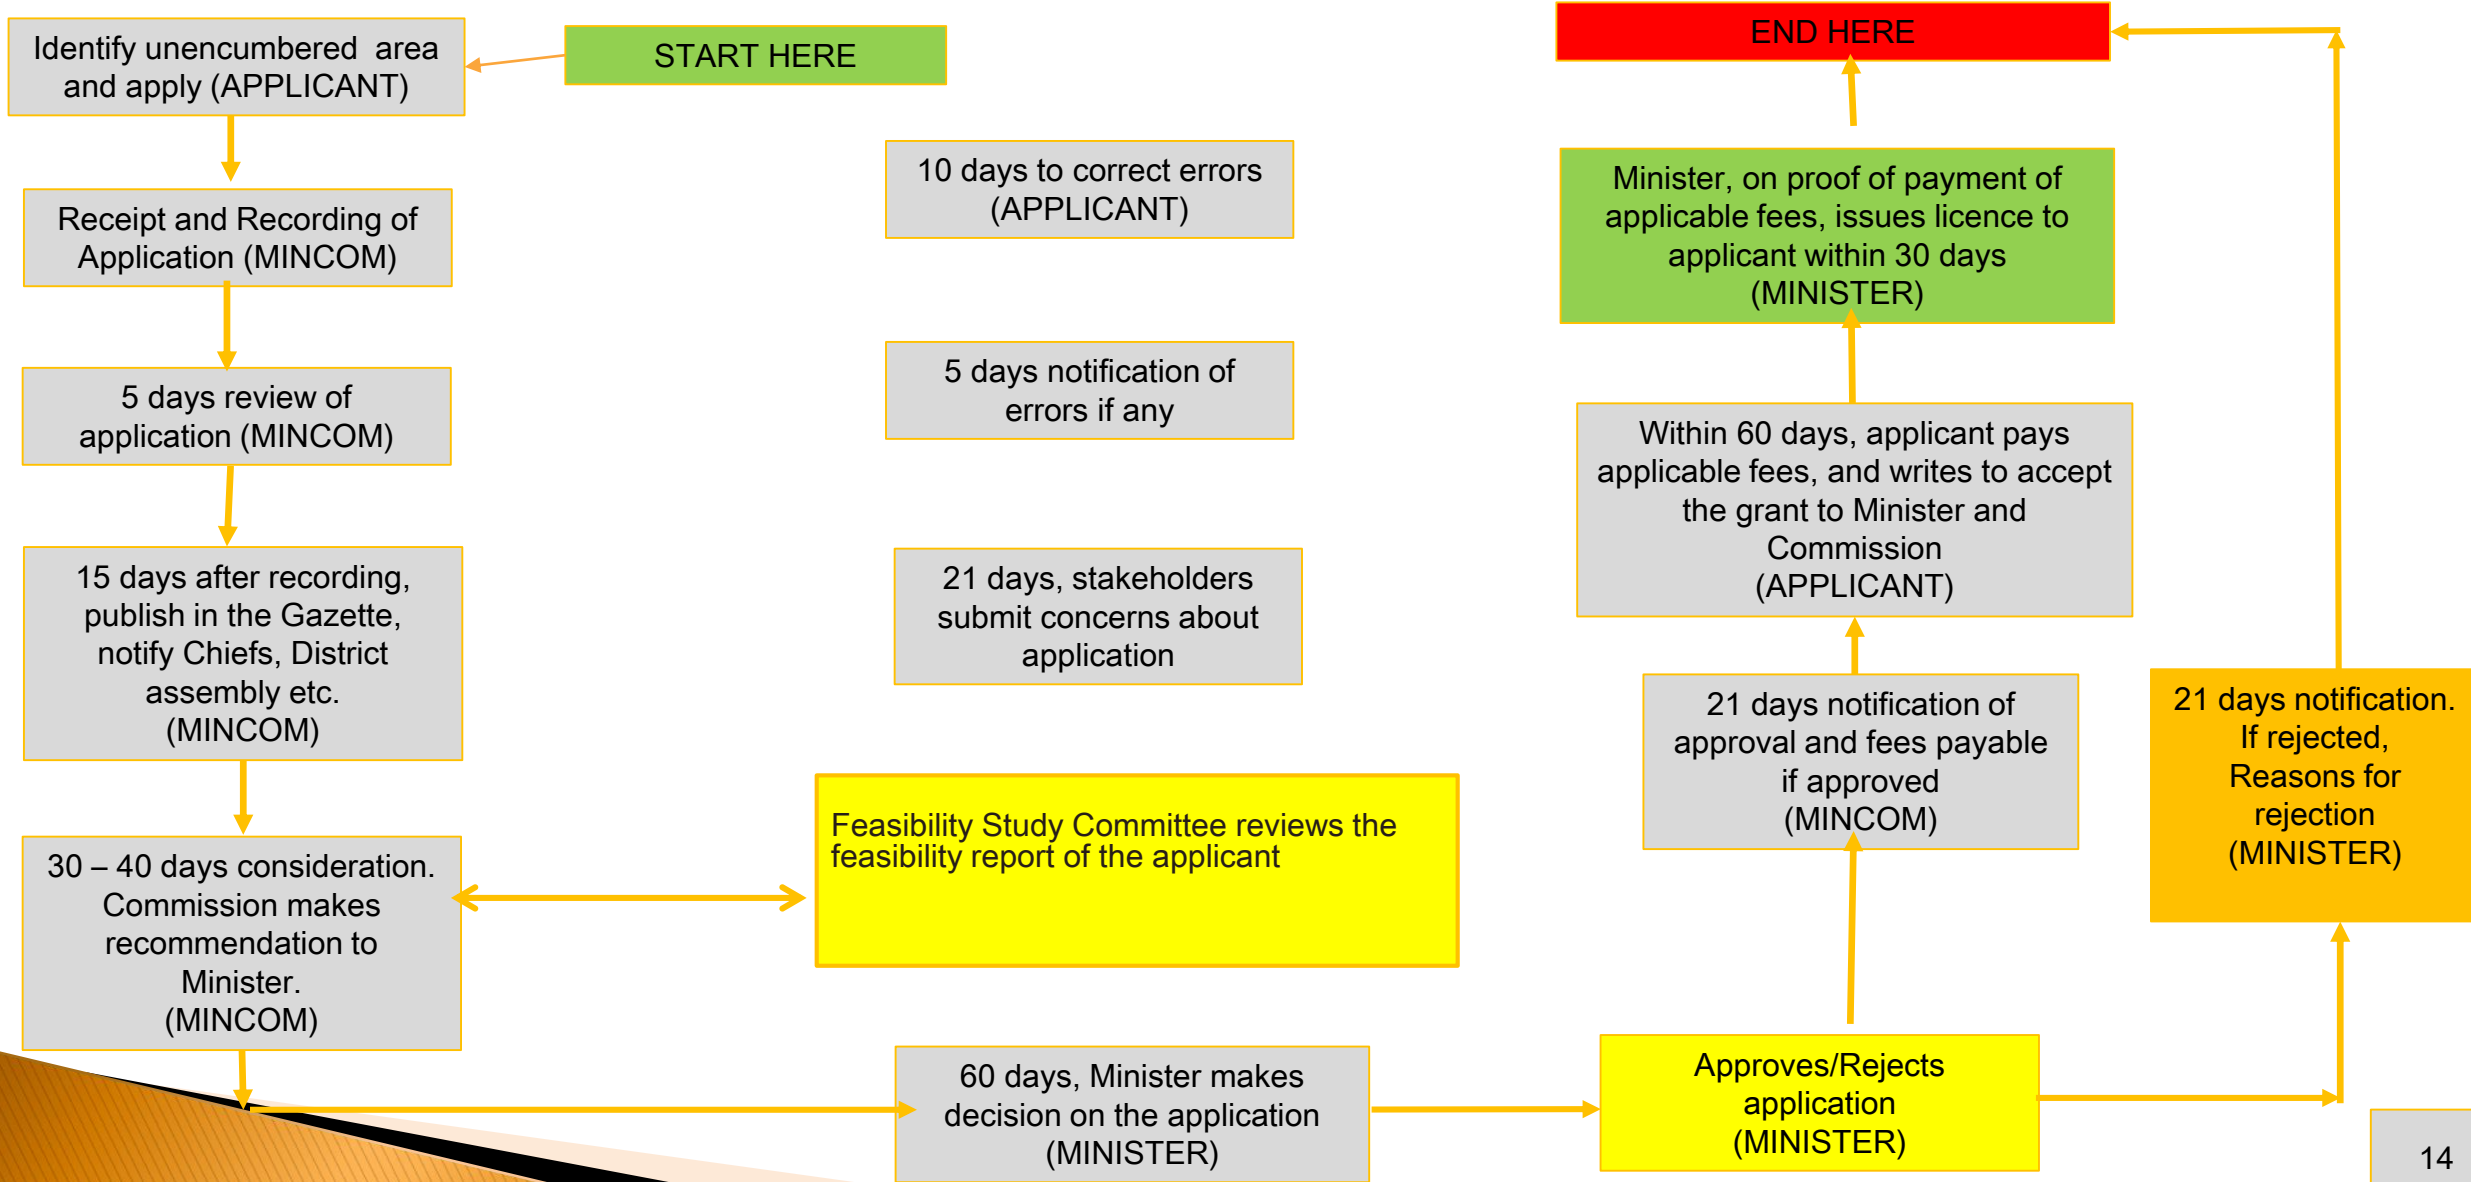 START HERE
Identify unencumbered area
and apply (APPLICANT)
Receipt and Recording of
Application (MINCOM)
5 days review of
application (MINCOM)
15 days after recording,
publish in the Gazette,
notify Chiefs, District
assembly etc.
(MINCOM)
30 – 40 days consideration.
Commission makes
recommendation to
Minister.
(MINCOM)
10 days to correct errors
(APPLICANT)
5 days notification of
errors if any
21 days, stakeholders
submit concerns about
application
Feasibility Study Committee reviews the
feasibility report of the applicant
60 days, Minister makes
decision on the application
(MINISTER)
Approves/Rejects
application
(MINISTER)
21 days notification of
approval and fees payable
if approved
(MINCOM)
Within 60 days, applicant pays
applicable fees, and writes to accept
the grant to Minister and
Commission
(APPLICANT)
Minister, on proof of payment of
applicable fees, issues licence to
applicant within 30 days
(MINISTER)
END HERE
21 days notification.
If rejected,
Reasons for
rejection
(MINISTER)
14